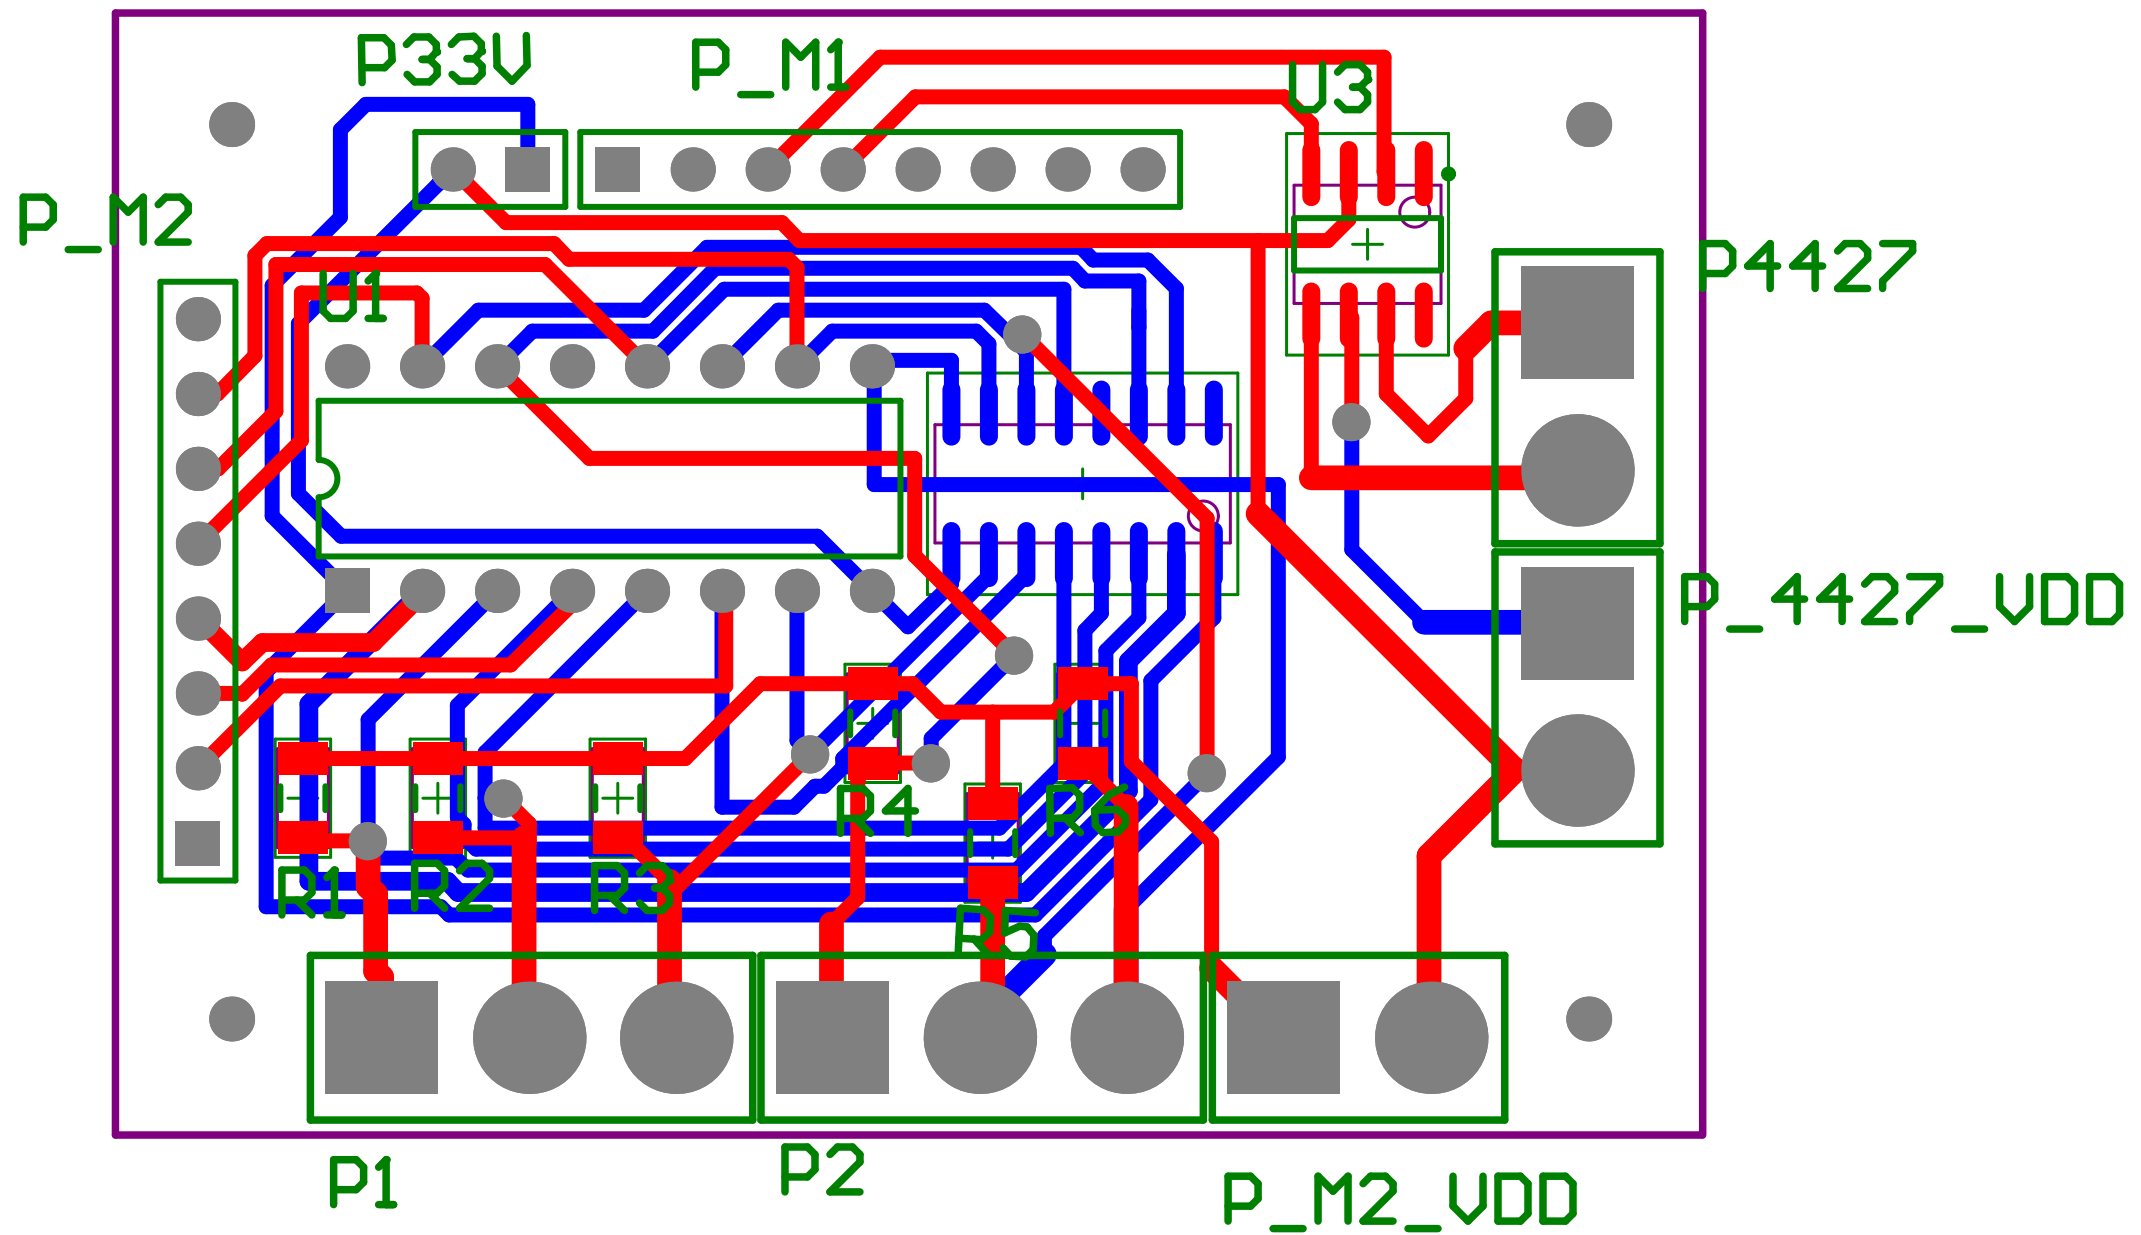 P33V
P_M1
U3
P_M2
P4427
U1
P_4427_VDD
R4
R6
R1
R2
R3
R5
P1
P2
P_M2_VDD